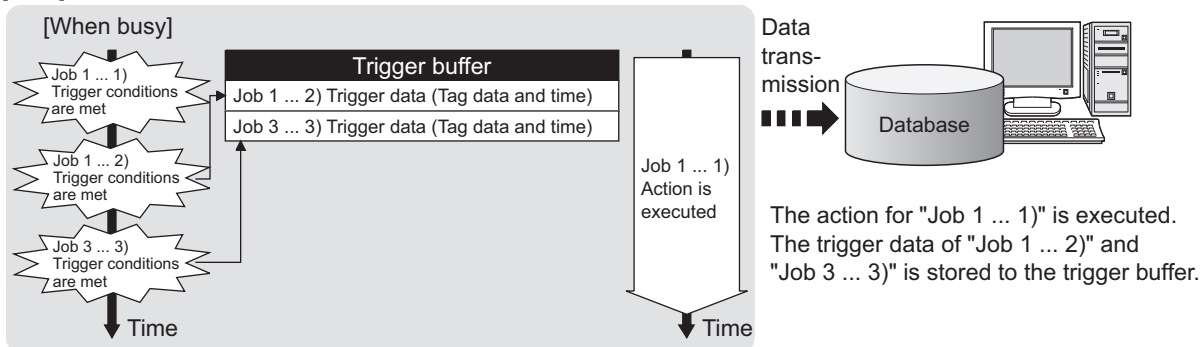 [When busy]
Job 1 ... 1)
Trigger conditions
are met
Job 1 ... 2)
Trigger conditions
are met
Job 3 ... 3)
Trigger conditions
are met
Time
Trigger buffer
Job 1 ... 2) Trigger data (Tag data and time)
Job 3 ... 3) Trigger data (Tag data and time)
Job 1 ... 1)
Action is
executed
Time
Data
trans-
mission
Database
The action for "Job 1 ... 1)" is executed.
The trigger data of "Job 1 ... 2)" and
"Job 3 ... 3)" is stored to the trigger buffer.